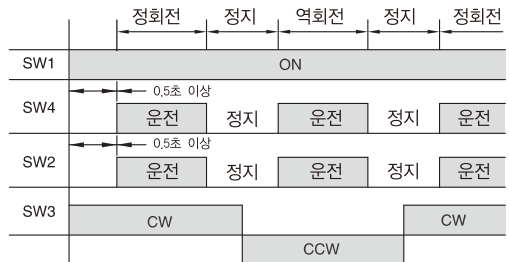 정회전 정지 역회전 정지 정회전
SW1 ON
0.5초 이상
SW4 운전 정지 운전 정지 운전
0.5초 이상
SW2 운전 정지 운전 정지 운전
SW3 CW CW
CCW